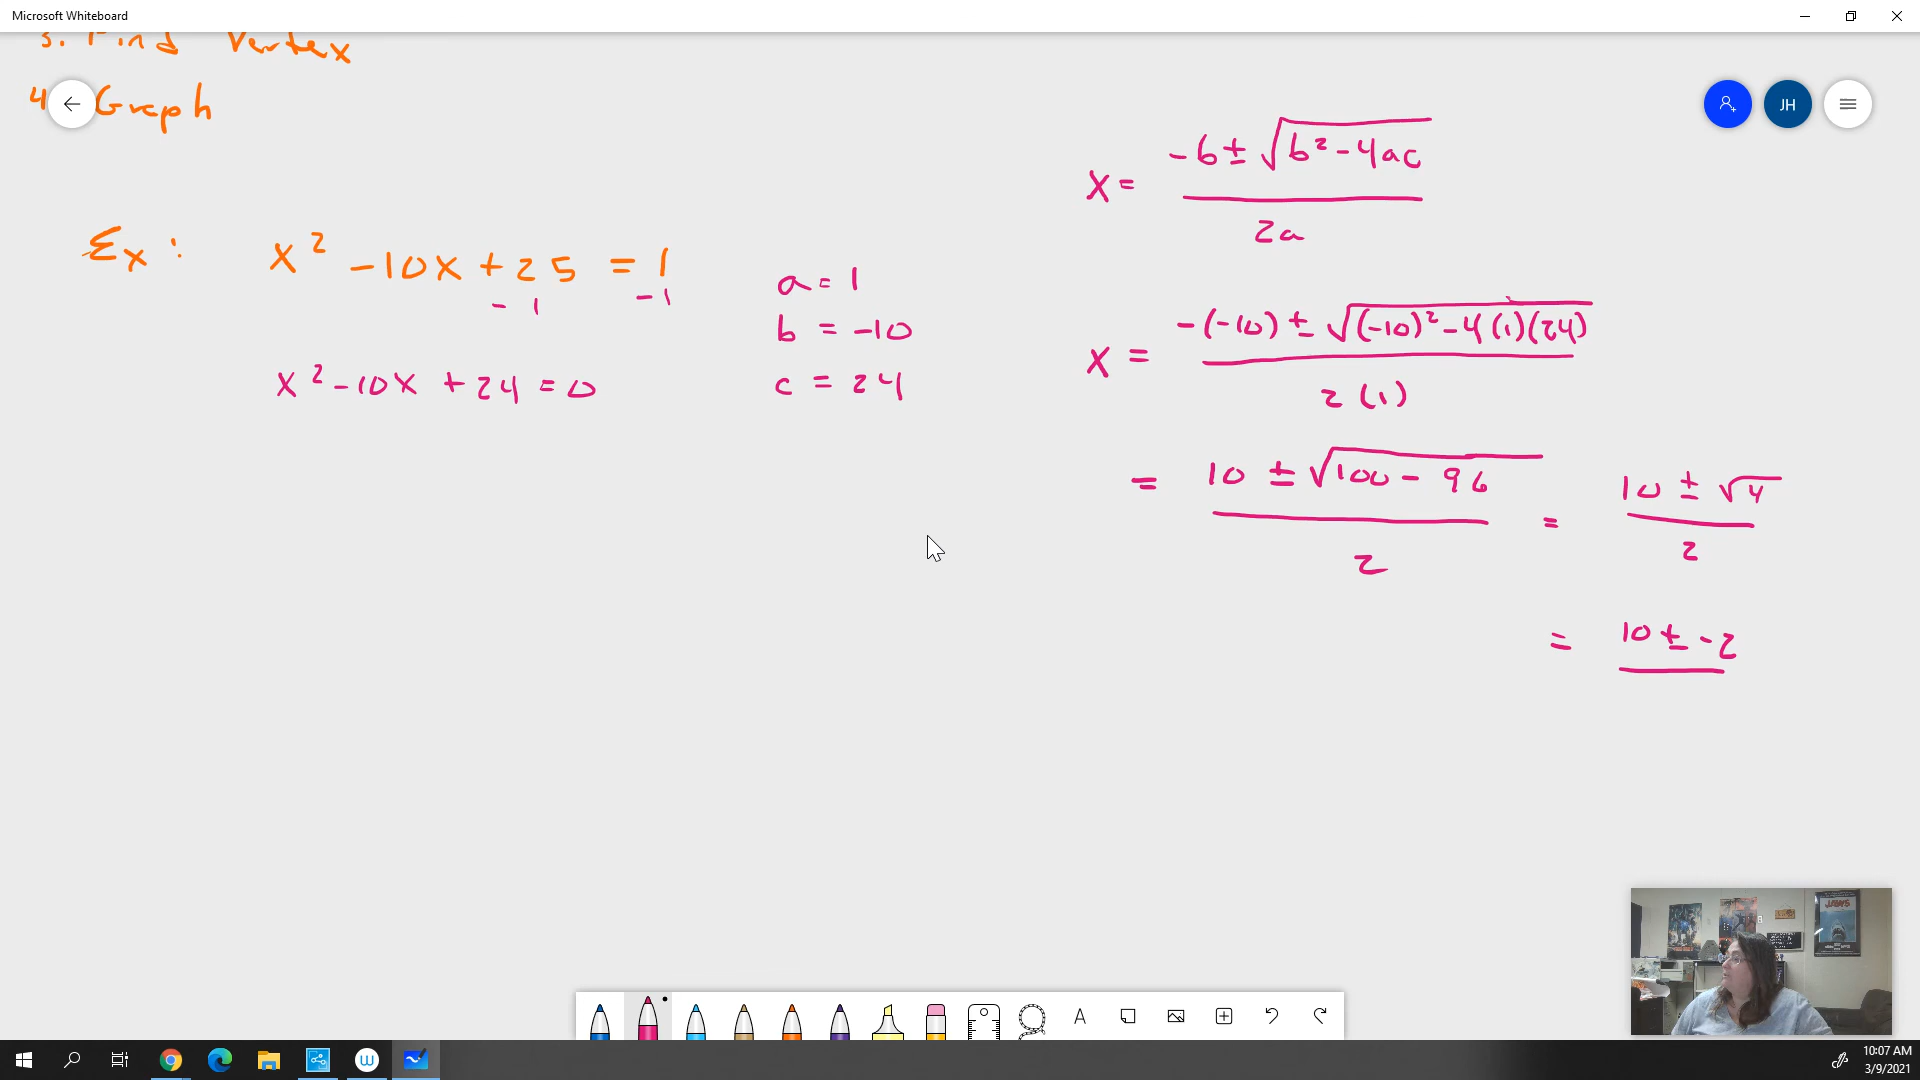 Microsoft Whiteboard
3. Find Vertex
4 Graph
JH
Ex: x² -10x + 25 = 1
- 1 -1
x² -10x + 24 = 0
a = 1
b = -10
c = 24
x = -b ± √b² - 4ac
2a
x = -(-10) ± √(-10)² - 4(1)(24)
2(1)
= 10 ± √100 - 96
2
= 10 ± √4
2
= 10 ± -2
JAWS
A
10:07 AM
3/9/2021